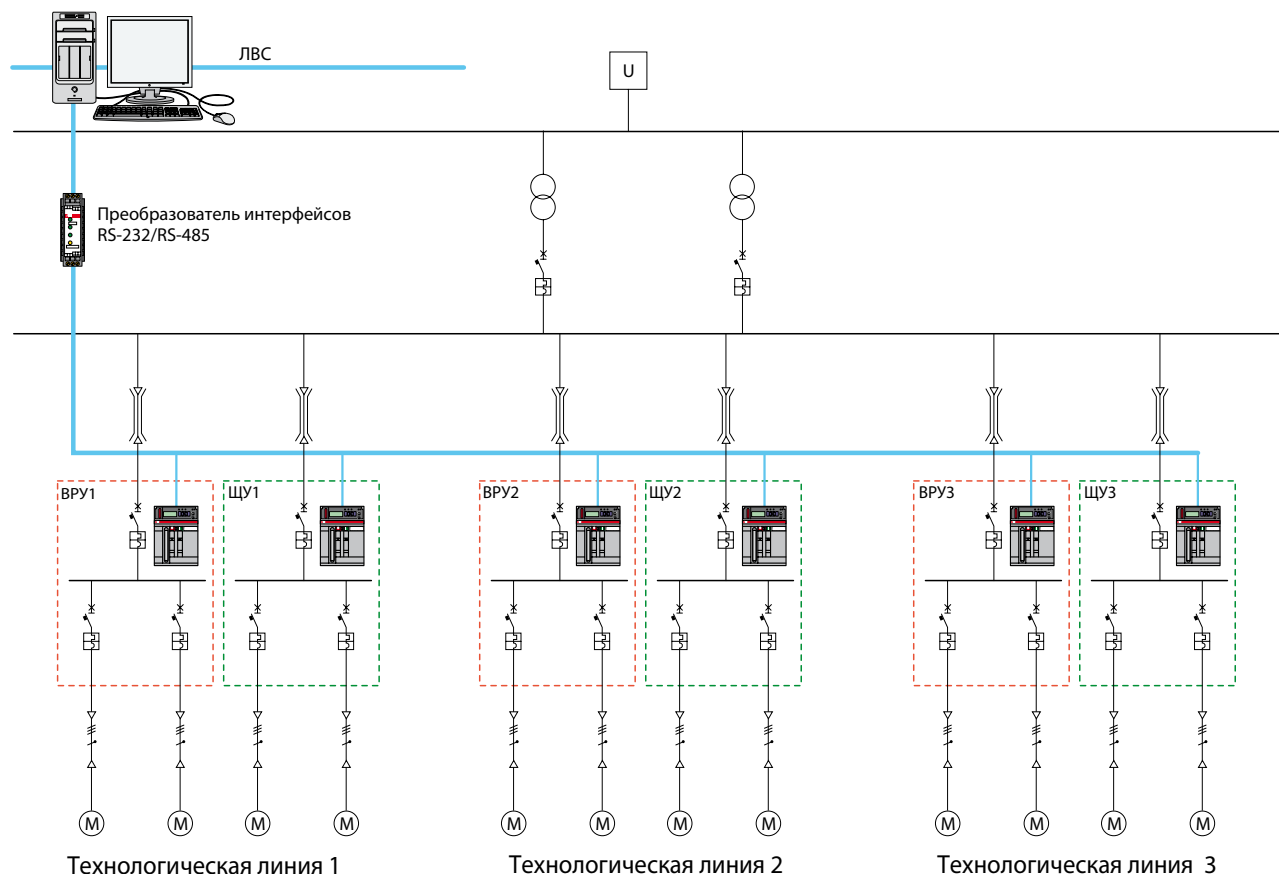 ЛВС
U
Преобразователь интерфейсов
RS-232/RS-485
ВРУ1
ЩУ1
ВРУ2
ЩУ2
ВРУ3
ЩУ3
M
M
M
M
M
M
M
M
M
M
M
M
Технологическая линия 1
Технологическая линия 2
Технологическая линия 3